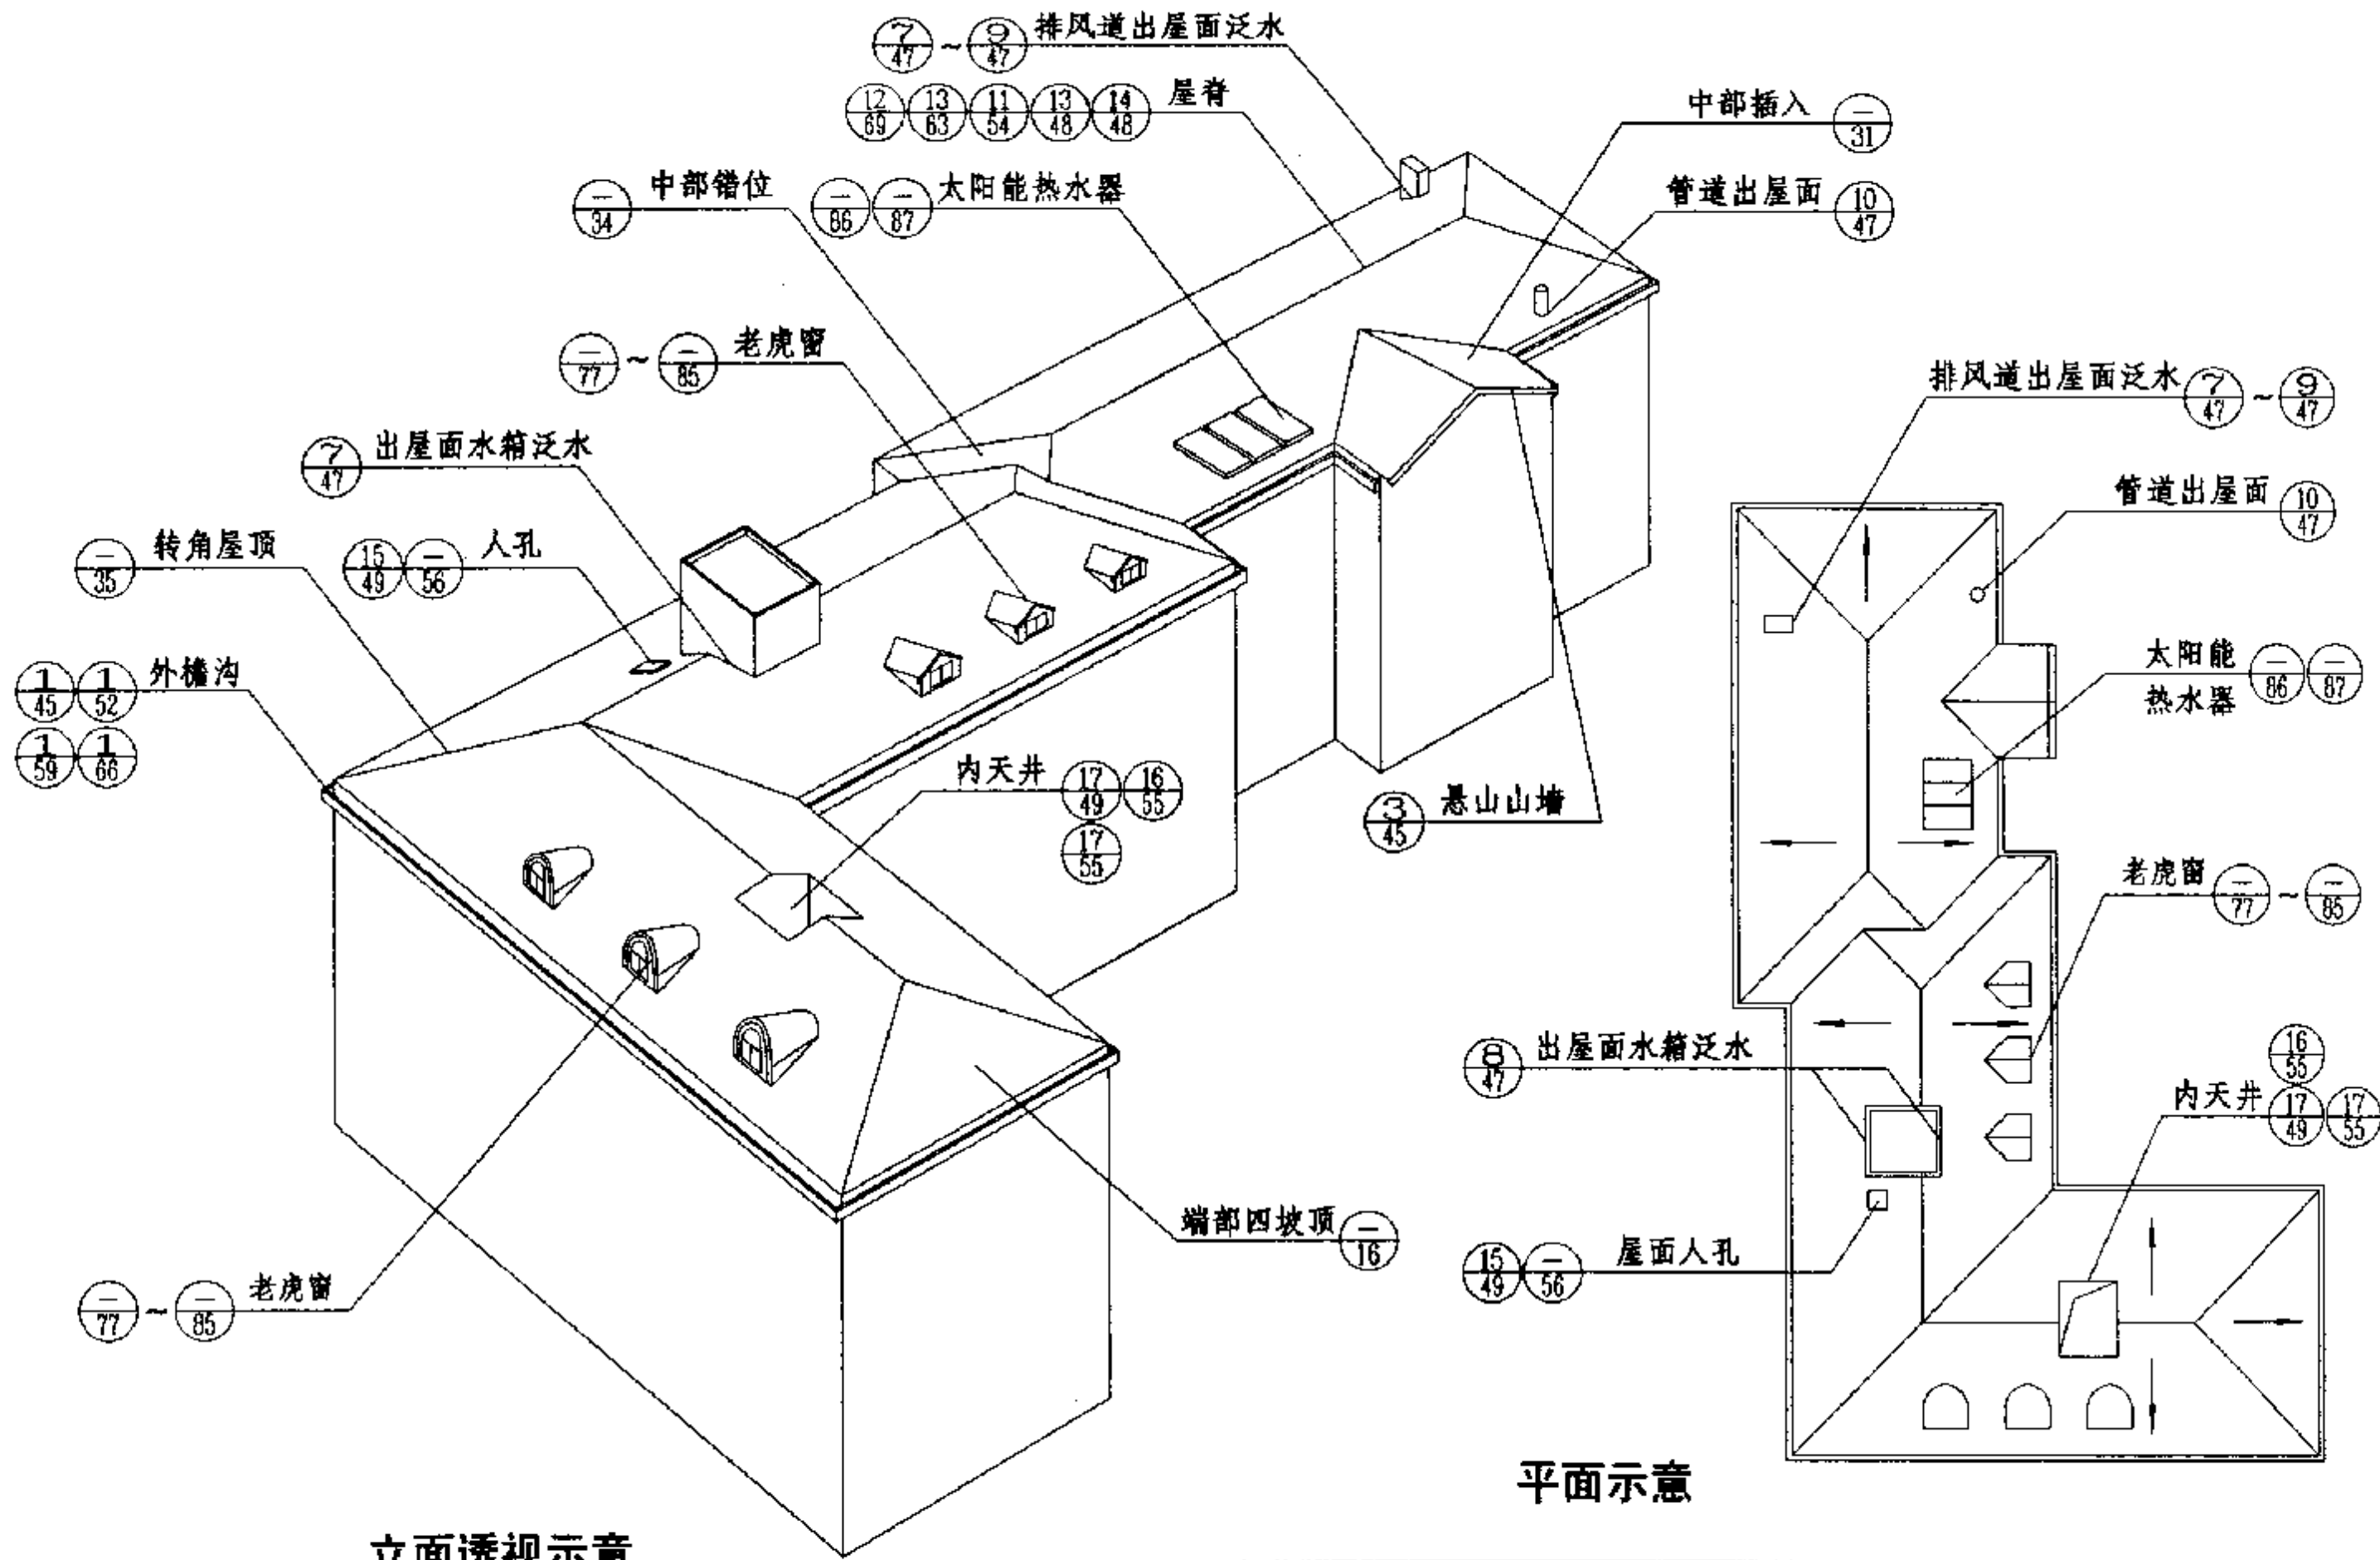 7/47 ~ 9/47 排风道出屋面泛水
12/69 13/63 11/54 13/48 14/48 屋脊
中部插入 —/31
—/34 中部错位
—/86 —/87 太阳能热水器
管道出屋面 10/47
—/77 ~ —/85 老虎窗
7/47 出屋面水箱泛水
—/35 转角屋顶
15/49 —/56 人孔
1/45 1/52 外檐沟
1/59 1/66
内天井 17/49 16/55
17/55
3/45 悬山山墙
端部四坡顶 —/16
—/77 ~ —/85 老虎窗
立面透视示意
排风道出屋面泛水 7/47 ~ 9/47
管道出屋面 10/47
太阳能 —/86 —/87
热水器
老虎窗 —/77 ~ —/85
8/47 出屋面水箱泛水
16/55
内天井 17/49 17/55
15/49 —/56 屋面人孔
平面示意